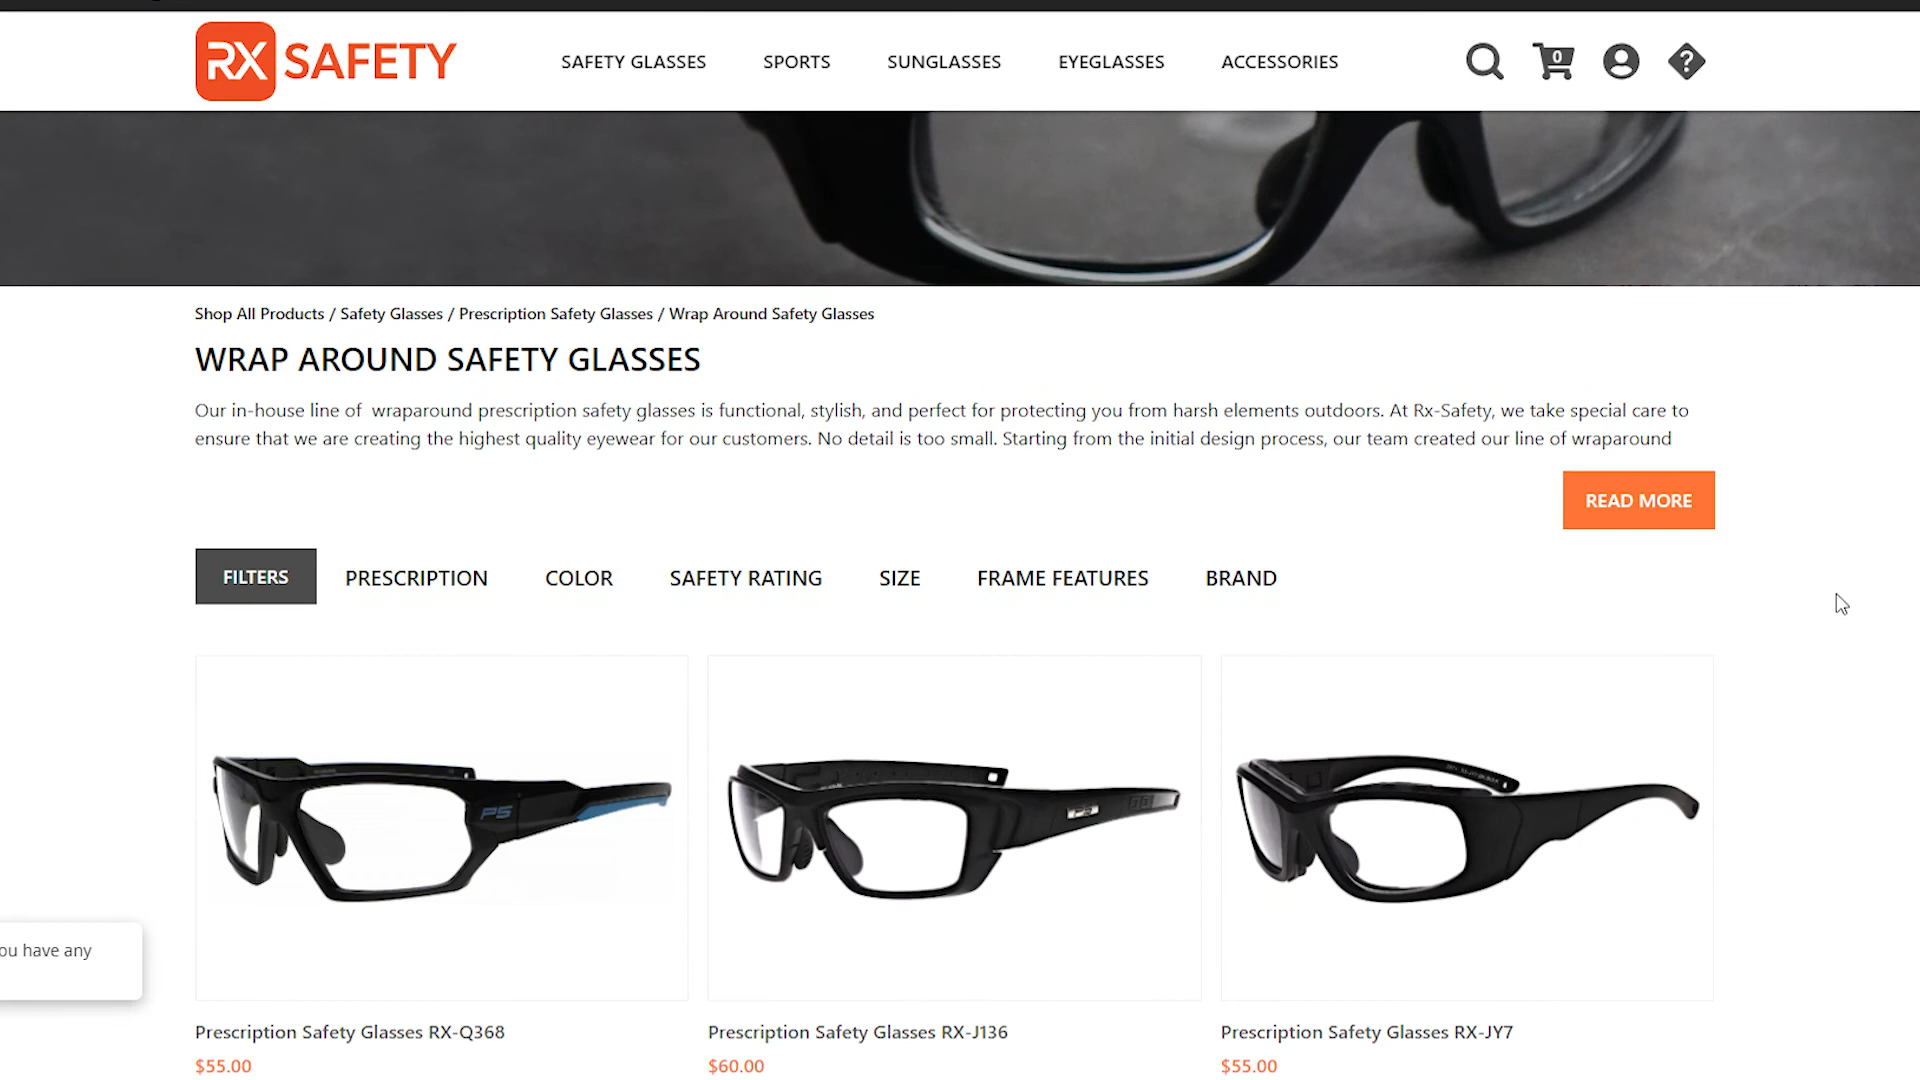 RX SAFETY
SAFETY GLASSES
SPORTS
SUNGLASSES
EYEGLASSES
ACCESSORIES
0
?
Shop All Products / Safety Glasses / Prescription Safety Glasses / Wrap Around Safety Glasses
WRAP AROUND SAFETY GLASSES
Our in-house line of wraparound prescription safety glasses is functional, stylish, and perfect for protecting you from harsh elements outdoors. At Rx-Safety, we take special care to
ensure that we are creating the highest quality eyewear for our customers. No detail is too small. Starting from the initial design process, our team created our line of wraparound
READ MORE
FILTERS
PRESCRIPTION
COLOR
SAFETY RATING
SIZE
FRAME FEATURES
BRAND
PS
PS
ou have any
Prescription Safety Glasses RX-Q368
Prescription Safety Glasses RX-J136
Prescription Safety Glasses RX-JY7
$55.00
$60.00
$55.00